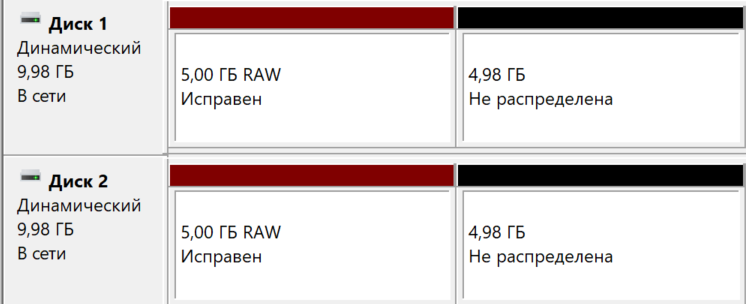 Диск 1
Динамический
9,98 ГБ
В сети
5,00 ГБ RAW
Исправен
4,98 ГБ
Не распределена
Диск 2
Динамический
9,98 ГБ
В сети
5,00 ГБ RAW
Исправен
4,98 ГБ
Не распределена